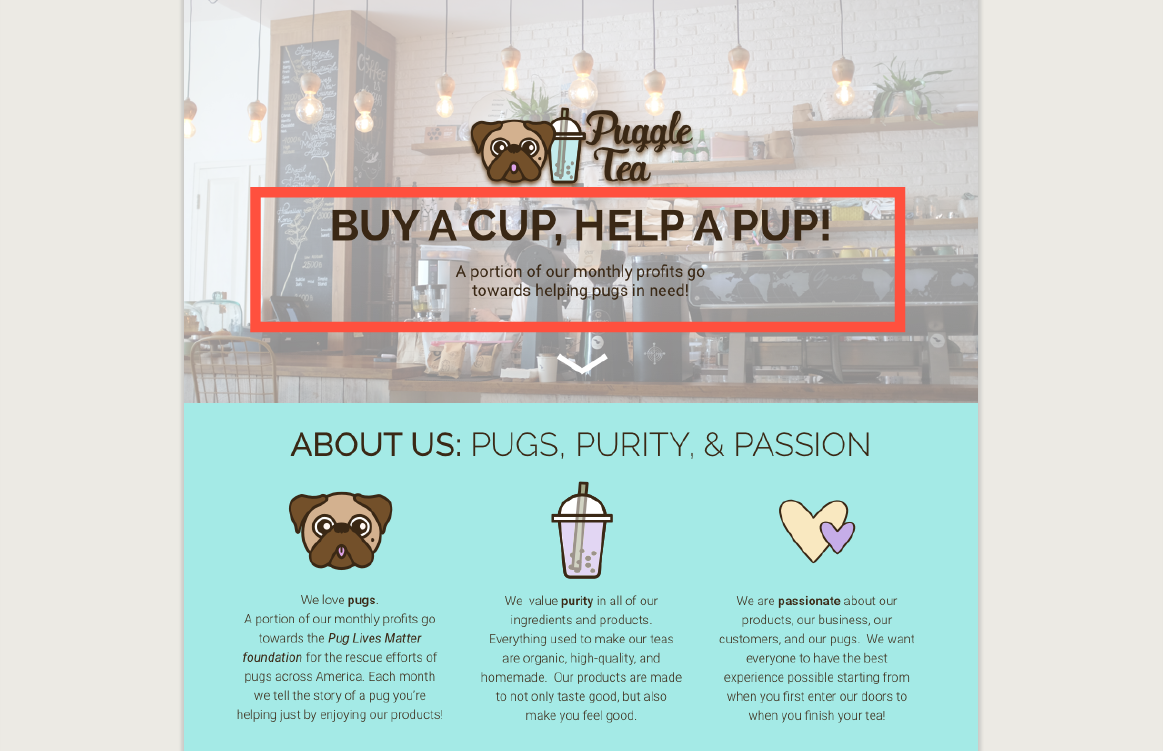 Puggle
Tea
BUY A CUP, HELP A PUP!
A portion of our monthly profits go
towards helping pugs in need!
ABOUT US: PUGS, PURITY, & PASSION
We love pugs.
A portion of our monthly profits go
towards the Pug Lives Matter
foundation for the rescue efforts of
pugs across America. Each month
we tell the story of a pug you're
helping just by enjoying our products!
We value purity in all of our
ingredients and products.
Everything used to make our teas
are organic, high-quality, and
homemade. Our products are made
to not only taste good, but also
make you feel good.
We are passionate about our
products, our business, our
customers, and our pugs. We want
everyone to have the best
experience possible starting from
when you first enter our doors to
when you finish your tea!